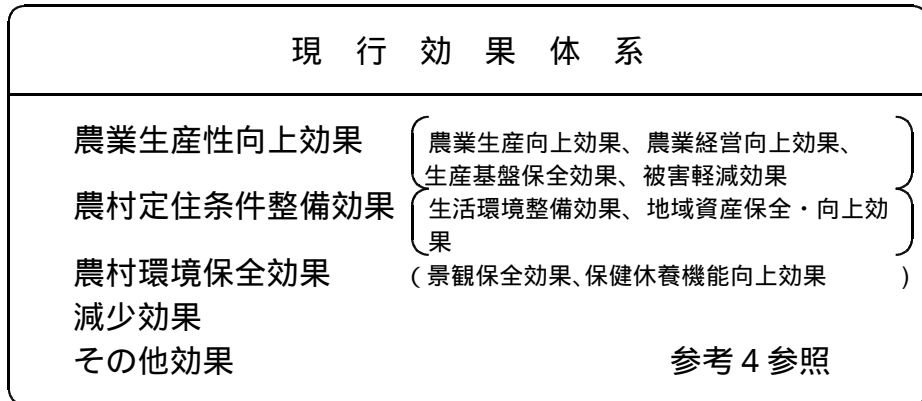 現 行 効 果 体 系
農業生産性向上効果 農業生産向上効果、農業経営向上効果、
生産基盤保全効果、被害軽減効果
農村定住条件整備効果 生活環境整備効果、地域資産保全・向上効
果
農村環境保全効果 (景観保全効果、保健休養機能向上効果 )
減少効果
その他効果 参考4参照